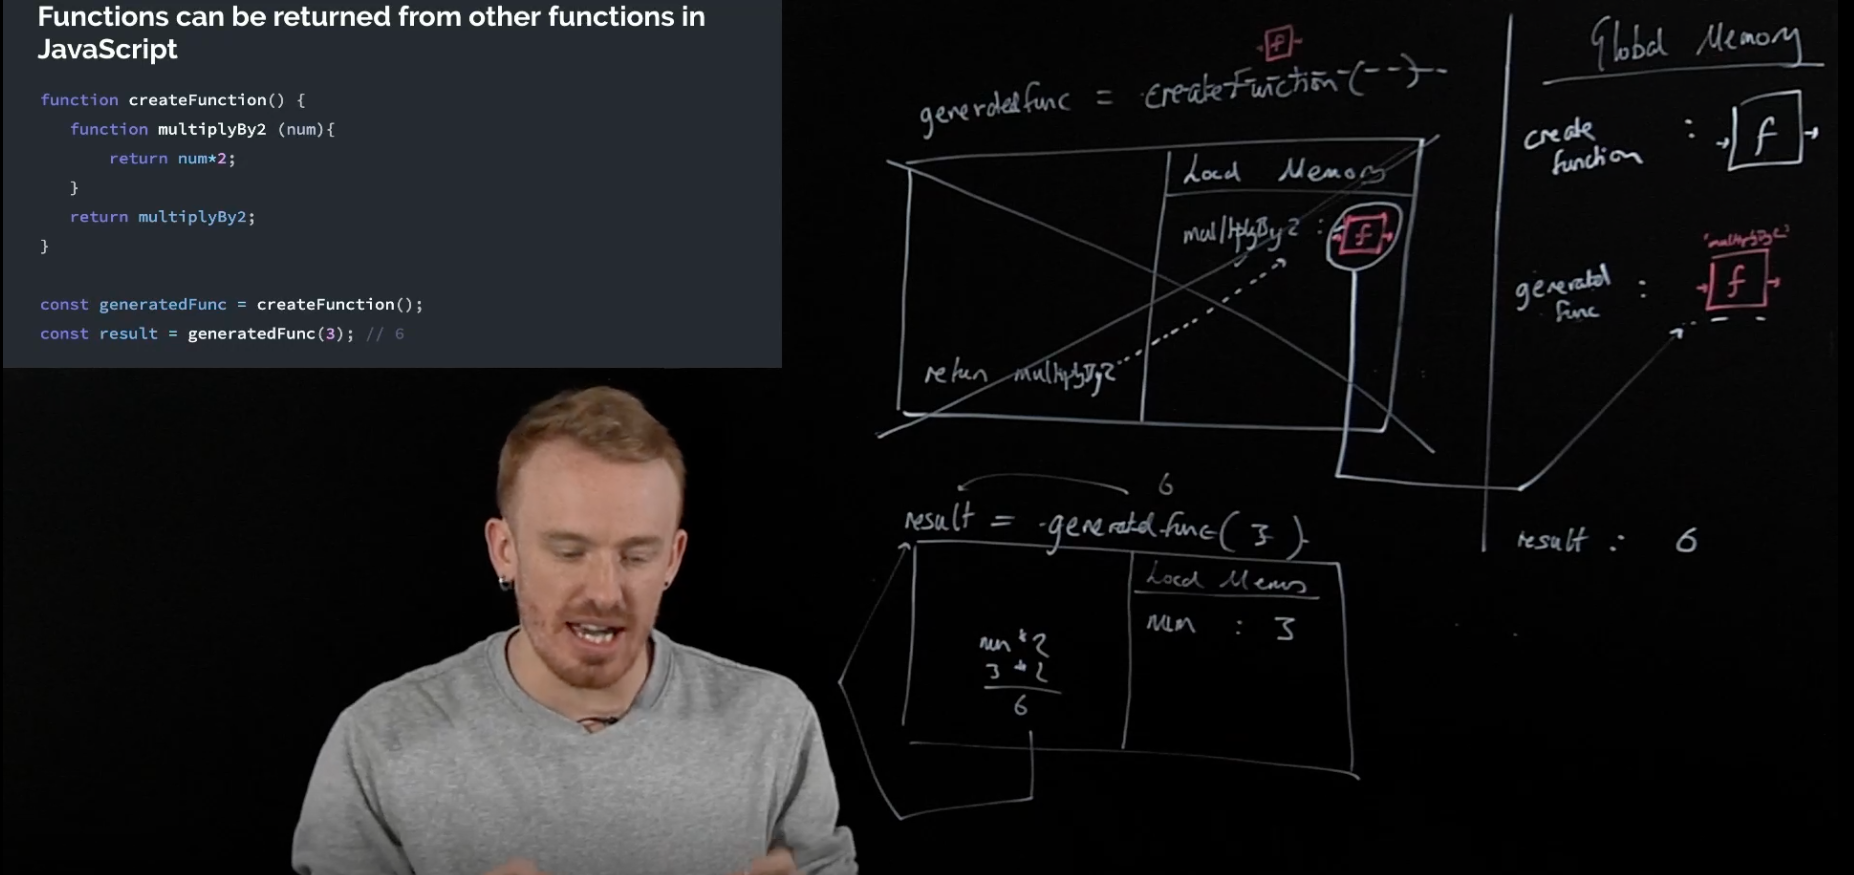 Functions can be returned from other functions in
JavaScript
function createFunction() {
function multiplyBy2 (num){
return num*2;
}
return multiplyBy2;
}
const generatedFunc = createFunction();
const result = generatedFunc(3); // 6
f
generatedfunc = createFunction(--)--
Local Memory
multiplyBy2 : f
retun multiplyBy2
6
result = generatedfunc(3)
Local Memo
num : 3
num*2
3*2
6
Global Memory
create
function : f
'multiplyBy2'
generated
func : f
result : 6